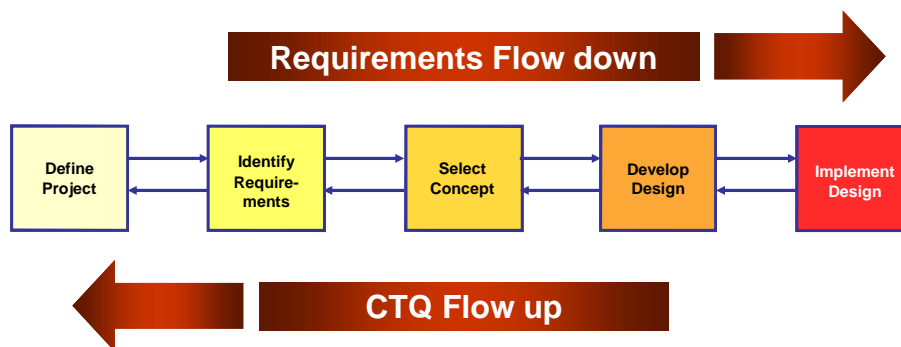 Requirements Flow down
Define
Project
Identify
Require-
ments
Select
Concept
Develop
Design
Implement
Design
CTQ Flow up